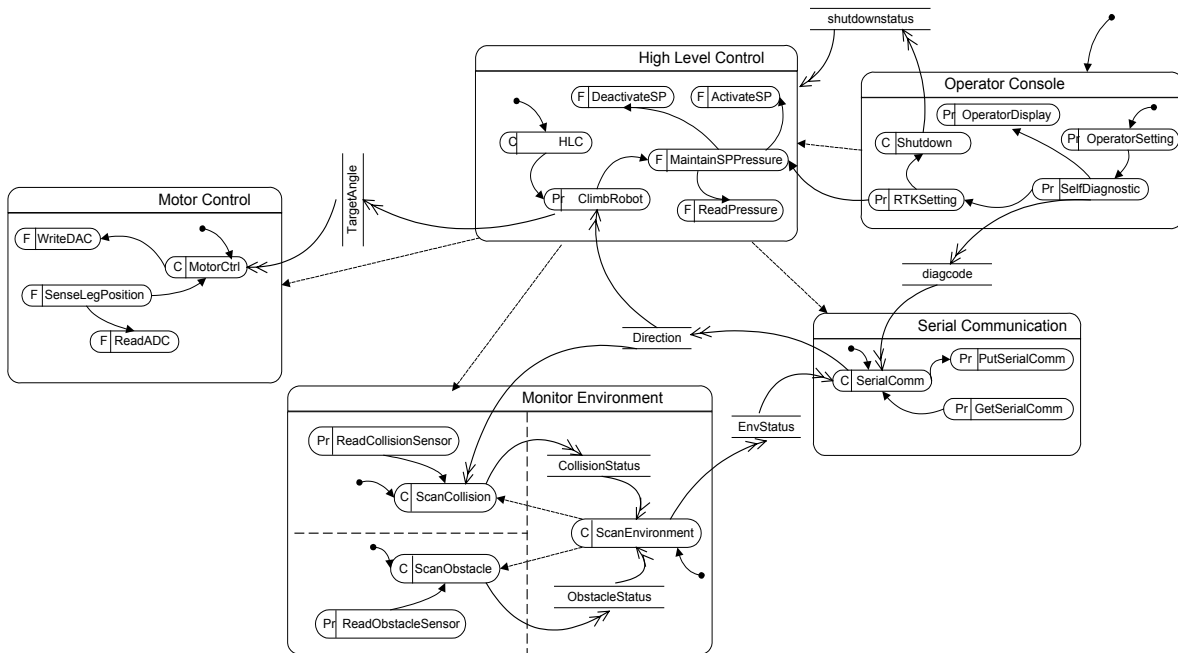 shutdownstatus
High Level Control
F DeactivateSP
F ActivateSP
C HLC
F MaintainSPPressure
Pr ClimbRobot
F ReadPressure
Operator Console
Pr OperatorDisplay
C Shutdown
Pr OperatorSetting
Pr SelfDiagnostic
Pr RTKSetting
TargetAngle
Motor Control
F WriteDAC
C MotorCtrl
F SenseLegPosition
F ReadADC
diagcode
Direction
Serial Communication
Pr PutSerialComm
C SerialComm
Pr GetSerialComm
EnvStatus
Monitor Environment
Pr ReadCollisionSensor
CollisionStatus
C ScanCollision
C ScanEnvironment
C ScanObstacle
ObstacleStatus
Pr ReadObstacleSensor